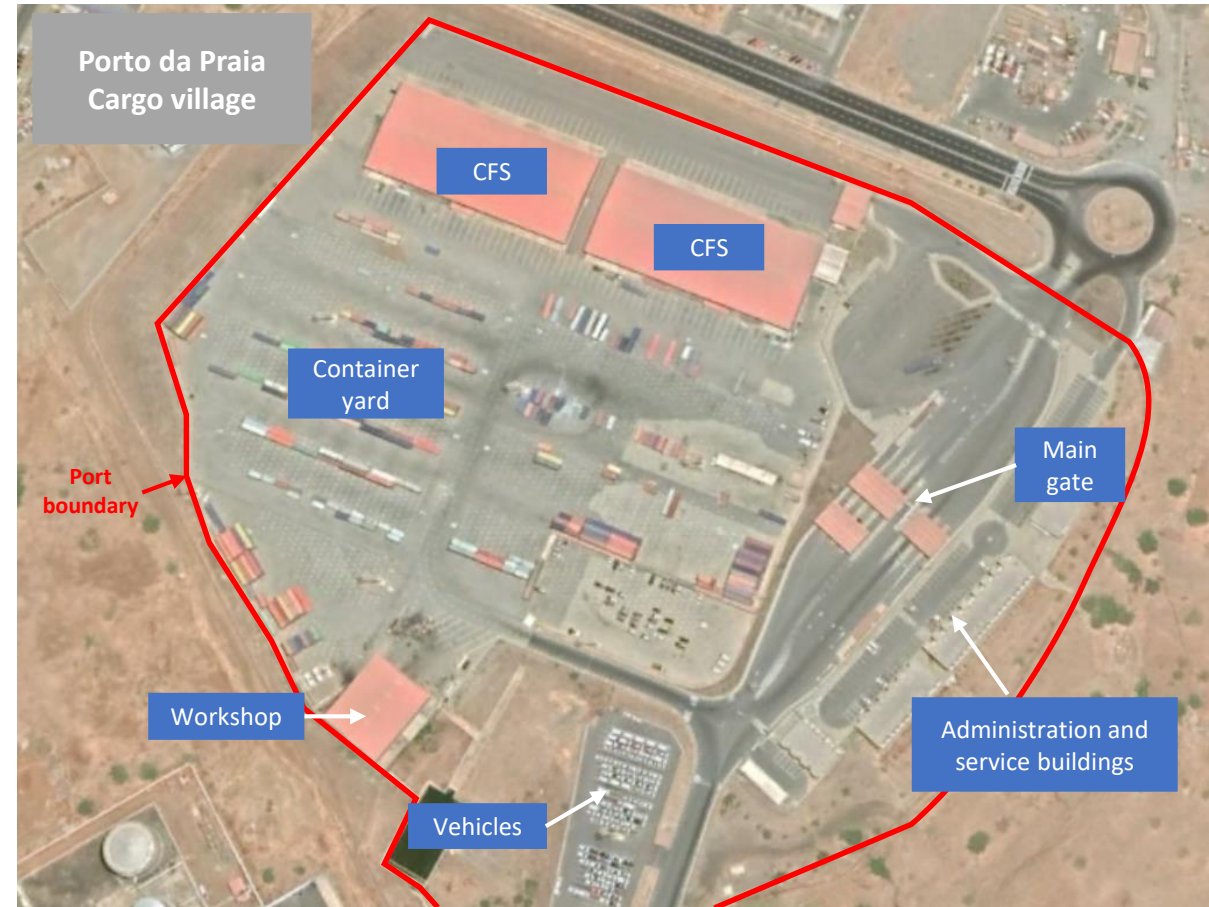 Porto da Praia
Cargo village
CFS
CFS
Container
yard
Main
gate
Port
boundary
Workshop
Administration and
service buildings
Vehicles